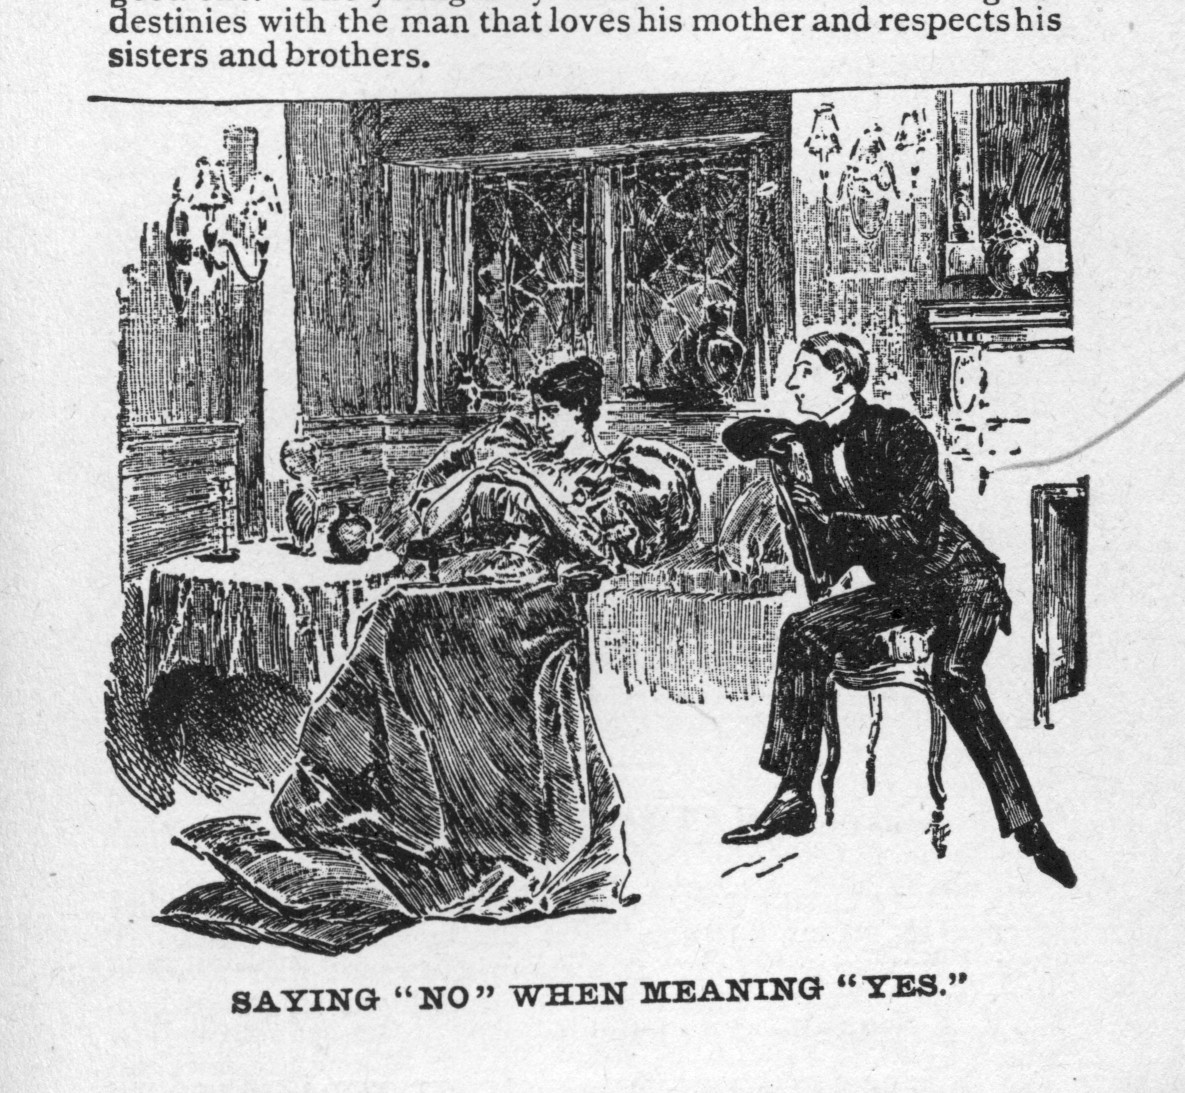 destinies with the man that loves his mother and respects his
sisters and brothers.
SAYING "NO" WHEN MEANING "YES."